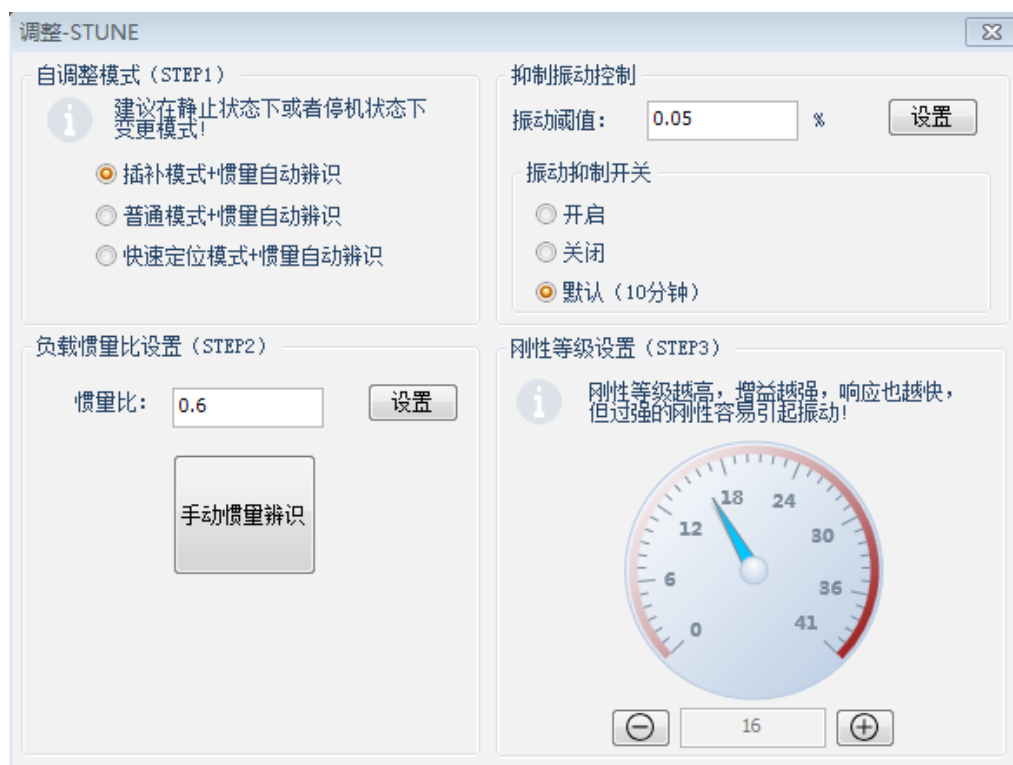 调整-STUNE
自调整模式（STEP1）
建议在静止状态下或者停机状态下
变更模式!
插补模式+惯量自动辨识
普通模式+惯量自动辨识
快速定位模式+惯量自动辨识
抑制振动控制
振动阈值： 0.05 % 设置
振动抑制开关
开启
关闭
默认（10分钟）
负载惯量比设置（STEP2）
惯量比： 0.6 设置
手动惯量辨识
刚性等级设置（STEP3）
刚性等级越高，增益越强，响应也越快，
但过强的刚性容易引起振动!
0
6
12
18
24
30
36
41
16